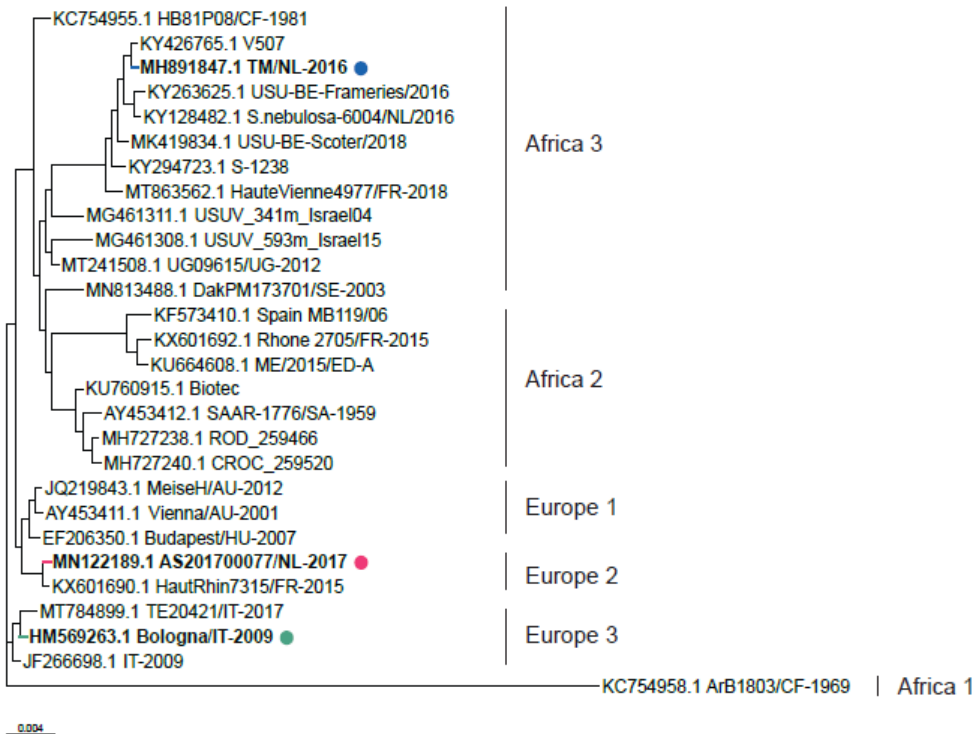 KC754955.1 HB81P08/CF-1981
KY426765.1 V507
MH891847.1 TM/NL-2016
KY263625.1 USU-BE-Frameries/2016
KY128482.1 S.nebulosa-6004/NL/2016
MK419834.1 USU-BE-Scoter/2018
KY294723.1 S-1238
MT863562.1 HauteVienne4977/FR-2018
MG461311.1 USUV_341m_Israel04
MG461308.1 USUV_593m_Israel15
MT241508.1 UG09615/UG-2012
MN813488.1 DakPM173701/SE-2003
Africa 3
KF573410.1 Spain MB119/06
KX601692.1 Rhone 2705/FR-2015
KU664608.1 ME/2015/ED-A
KU760915.1 Biotec
AY453412.1 SAAR-1776/SA-1959
MH727238.1 ROD_259466
MH727240.1 CROC_259520
Africa 2
JQ219843.1 MeiseH/AU-2012
AY453411.1 Vienna/AU-2001
EF206350.1 Budapest/HU-2007
Europe 1
MN122189.1 AS201700077/NL-2017
KX601690.1 HautRhin7315/FR-2015
Europe 2
MT784899.1 TE20421/IT-2017
HM569263.1 Bologna/IT-2009
JF266698.1 IT-2009
Europe 3
KC754958.1 ArB1803/CF-1969
Africa 1
0.004